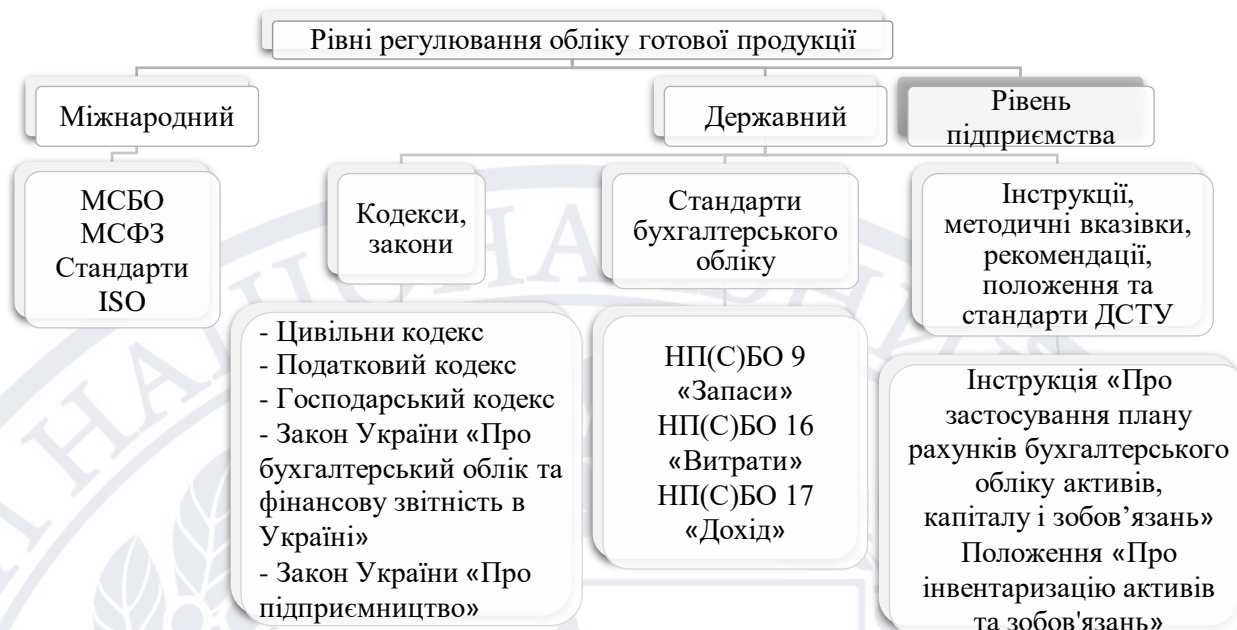 Рівні регулювання обліку готової продукції
Міжнародний
Державний
Рівень
підприємства
МСБО
МСФЗ
Стандарти
ISO
Кодекси,
закони
Стандарти
бухгалтерського
обліку
Інструкції,
методичні вказівки,
рекомендації,
положення та
стандарти ДСТУ
- Цивільни кодекс
- Податковий кодекс
- Господарський кодекс
- Закон України «Про
бухгалтерський облік та
фінансову звітність в
Україні»
- Закон України «Про
підприємництво»
НП(С)БО 9
«Запаси»
НП(С)БО 16
«Витрати»
НП(С)БО 17
«Дохід»
Інструкція «Про
застосування плану
рахунків бухгалтерського
обліку активів,
капіталу і зобов’язань»
Положення «Про
інвентаризацію активів
та зобов'язань»